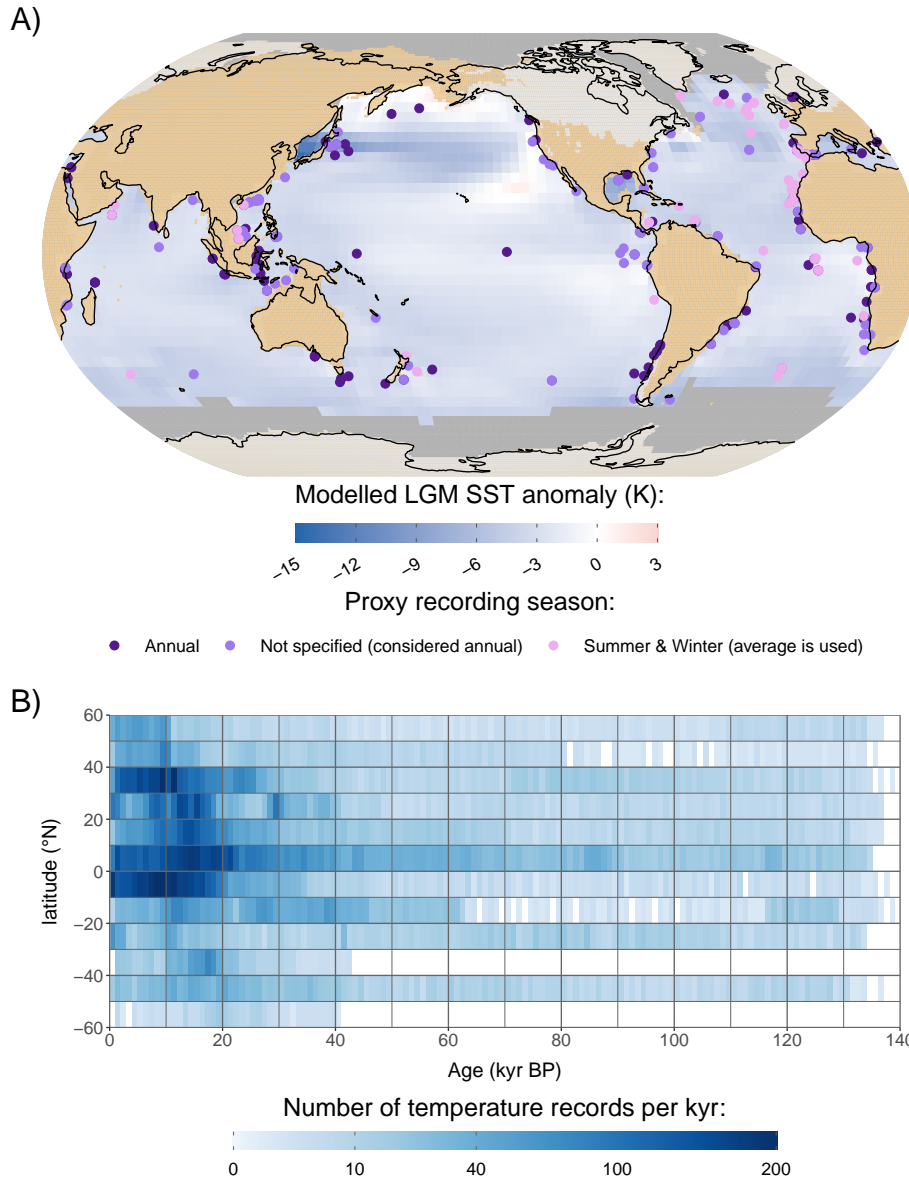 A)
Modelled LGM SST anomaly (K):
−15 −12 −9 −6 −3 0 3
Proxy recording season:
Annual Not specified (considered annual) Summer & Winter (average is used)
B)
60
40
20
0
−20
−40
−60
latitude (°N)
0 20 40 60 80 100 120 140
Age (kyr BP)
Number of temperature records per kyr:
0 10 40 100 200